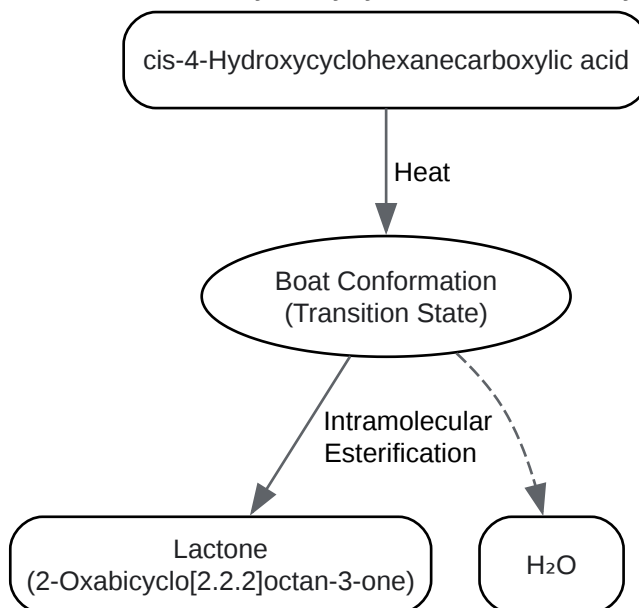 cis-4-Hydroxycyclohexanecarboxylic acid
Heat
Boat Conformation
(Transition State)
Intramolecular
Esterification
Lactone
(2-Oxabicyclo[2.2.2]octan-3-one)
H₂O